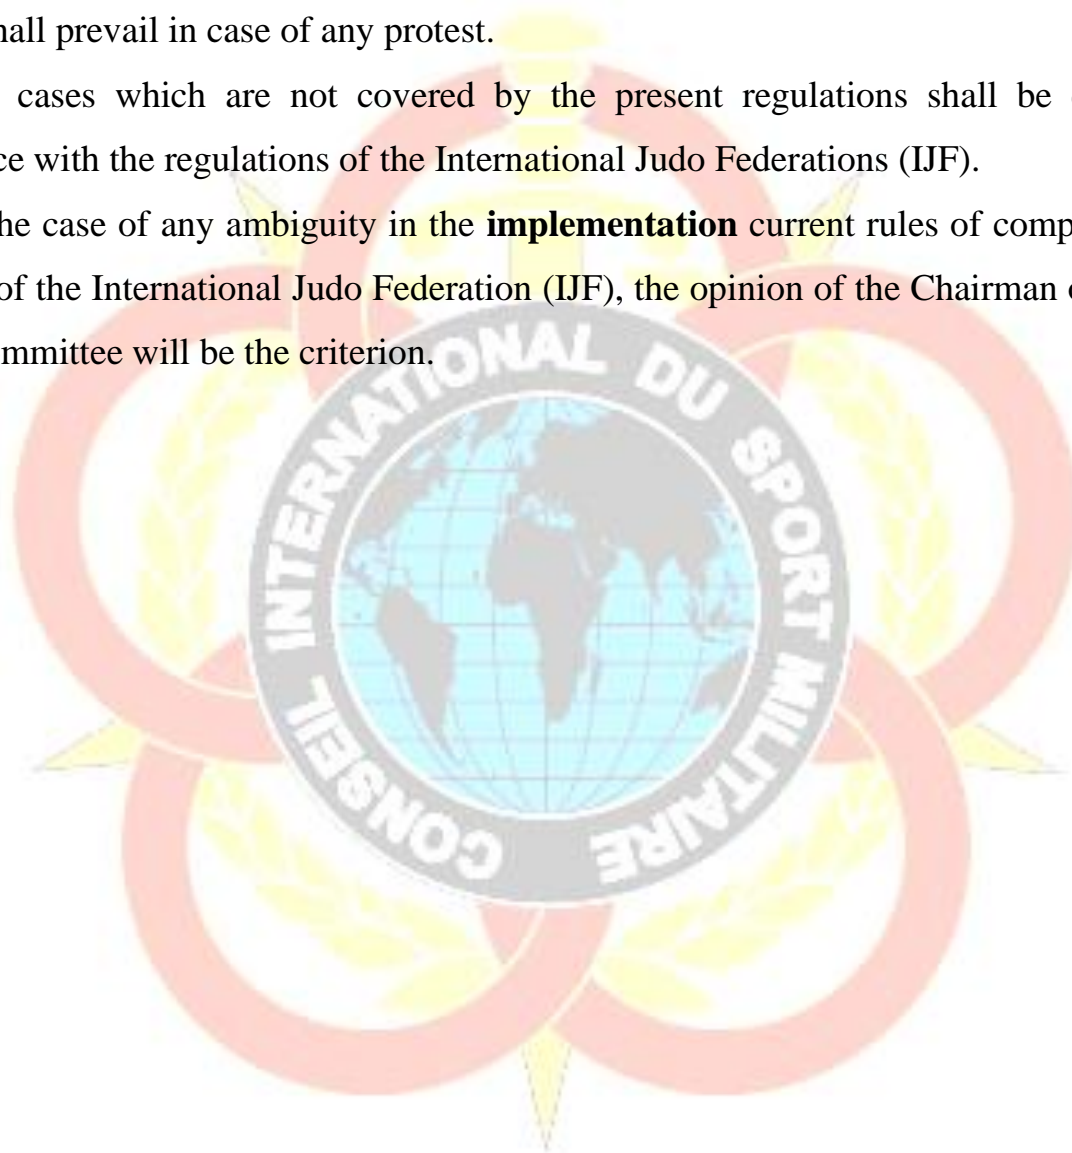 hall prevail in case of any protest.
cases which are not covered by the present regulations shall be
ce with the regulations of the International Judo Federations (IJF).
he case of any ambiguity in the implementation current rules of comp
of the International Judo Federation (IJF), the opinion of the Chairman
mmittee will be the criterion.
CONSEIL INTERNATIONAL DU SPORT MILITAIRE